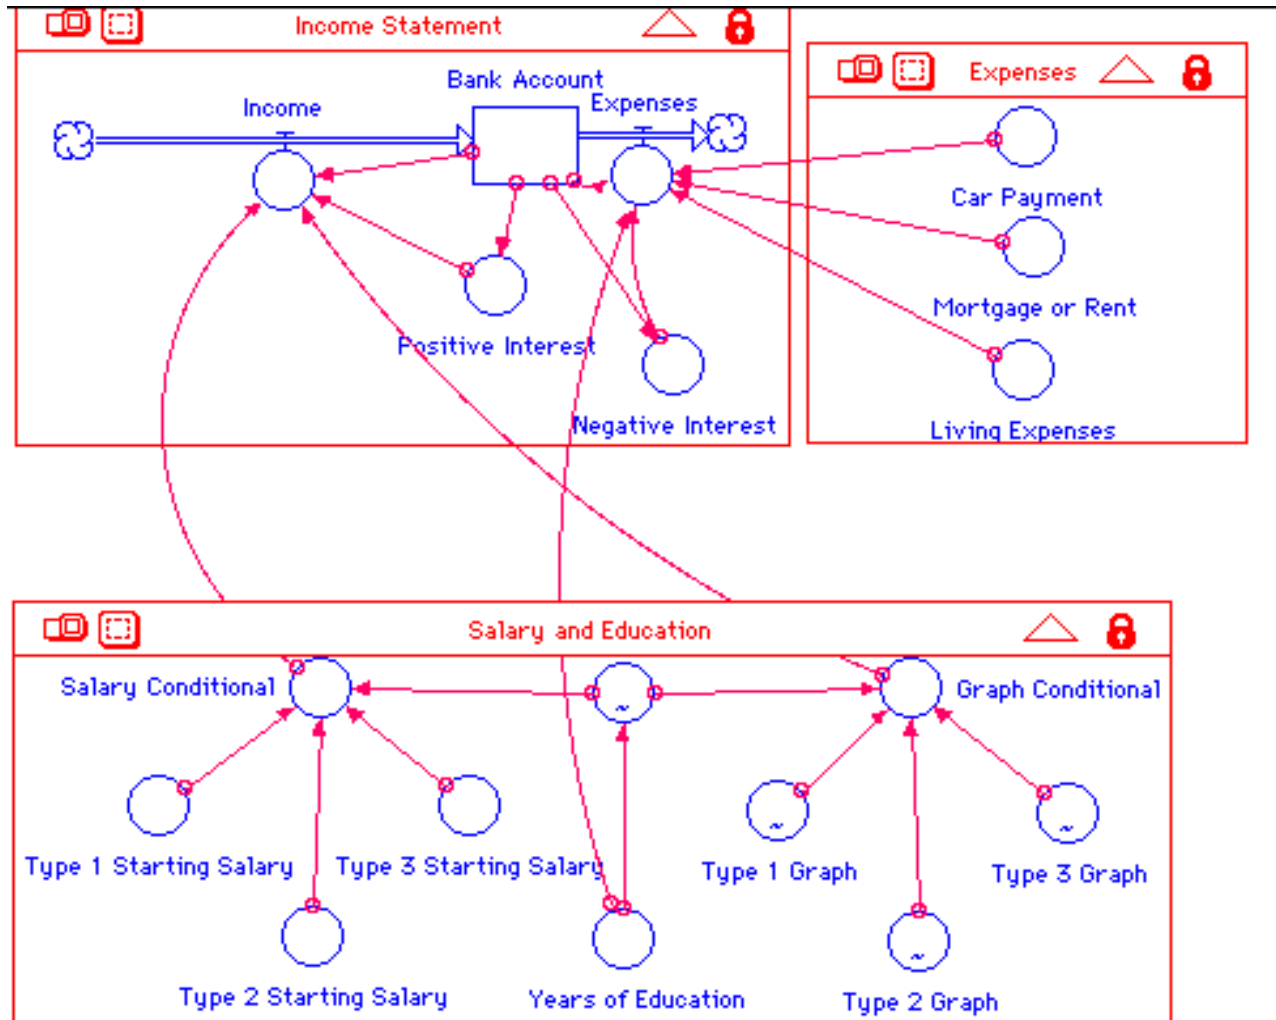 Income Statement
Bank Account
Income
Expenses
Positive Interest
Negative Interest
Expenses
Car Payment
Mortgage or Rent
Living Expenses
Salary and Education
Salary Conditional
~
Graph Conditional
~
~
Type 1 Starting Salary
Type 3 Starting Salary
Type 1 Graph
Type 3 Graph
~
Type 2 Starting Salary
Years of Education
Type 2 Graph